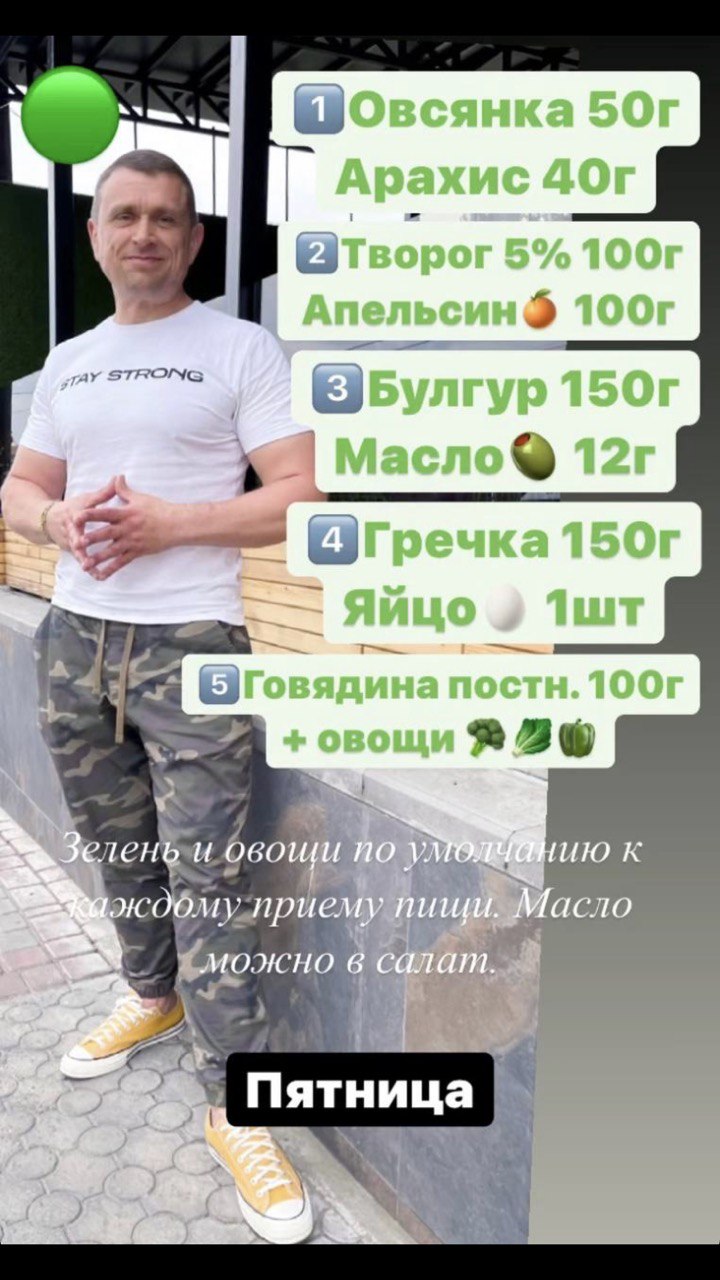 1️⃣Овсянка 50г
Арахис 40г
2️⃣Творог 5% 100г
Апельсин🍊 100г
3️⃣Булгур 150г
Масло🫒 12г
4️⃣Гречка 150г
Яйцо🥚 1шт
5️⃣Говядина постн. 100г
+ овощи 🥦🥬🫑
STAY STRONG
Зелень и овощи по умолчанию к
каждому приему пищи. Масло
можно в салат.
Пятница